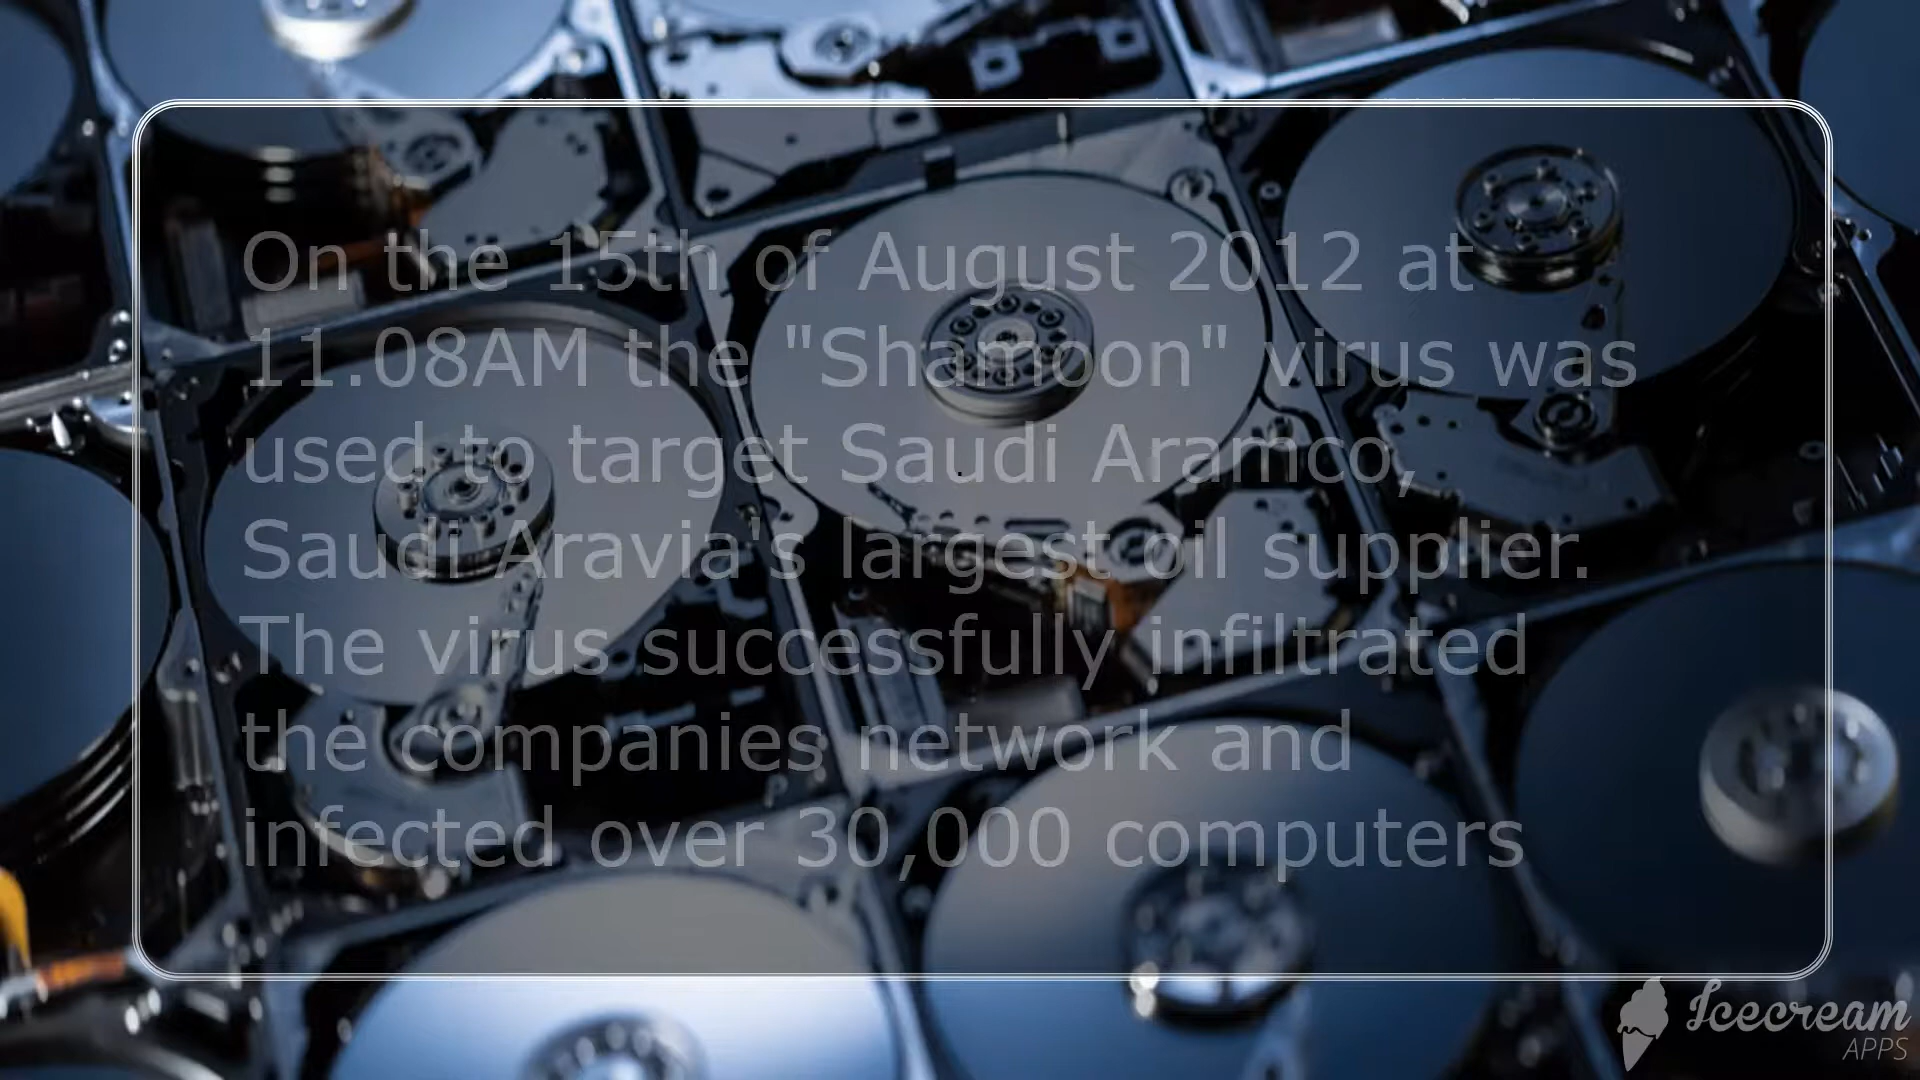 On the 15th of August 2012 at
11.08AM the "Shamoon" virus was
used to target Saudi Aramco,
Saudi Aravia's largest oil supplier.
The virus successfully infiltrated
the companies network and
infected over 30,000 computers
Icecream
APPS